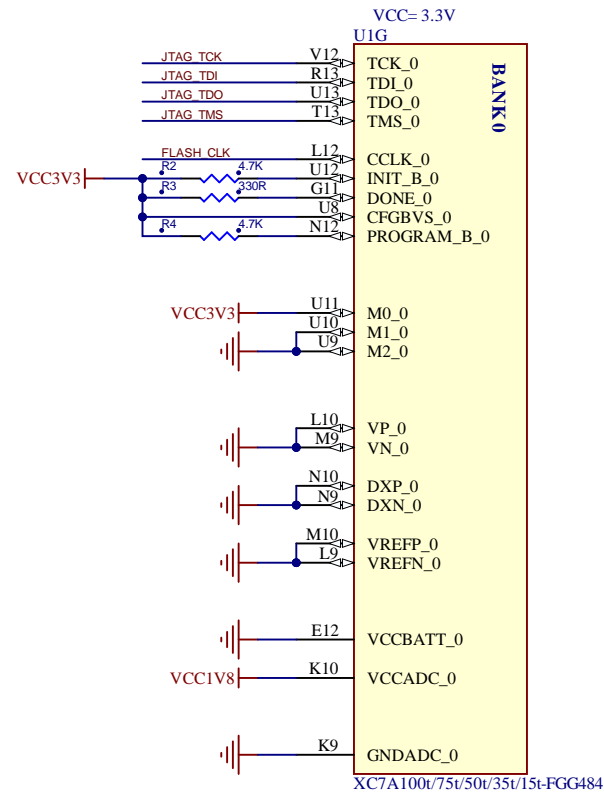 VCC= 3.3V
U1G
BANK0
JTAG_TCK V12 TCK_0
JTAG_TDI R13 TDI_0
JTAG_TDO U13 TDO_0
JTAG_TMS T13 TMS_0
FLASH_CLK L12 CCLK_0
R2 4.7K U12 INIT_B_0
VCC3V3
R3 330R G11 DONE_0
U8 CFGBVS_0
R4 4.7K N12 PROGRAM_B_0
VCC3V3 U11 M0_0
U10 M1_0
U9 M2_0
L10 VP_0
M9 VN_0
N10 DXP_0
N9 DXN_0
M10 VREFP_0
L9 VREFN_0
E12 VCCBATT_0
VCC1V8 K10 VCCADC_0
K9 GNDADC_0
XC7A100t/75t/50t/35t/15t-FGG484